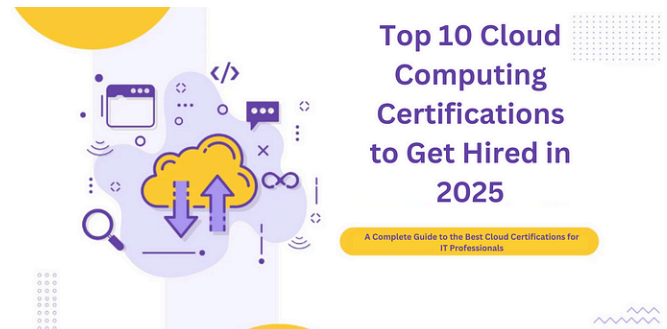 Top 10 Cloud
Computing
Certifications
to Get Hired in
2025
A Complete Guide to the Best Cloud Certifications for
IT Professionals